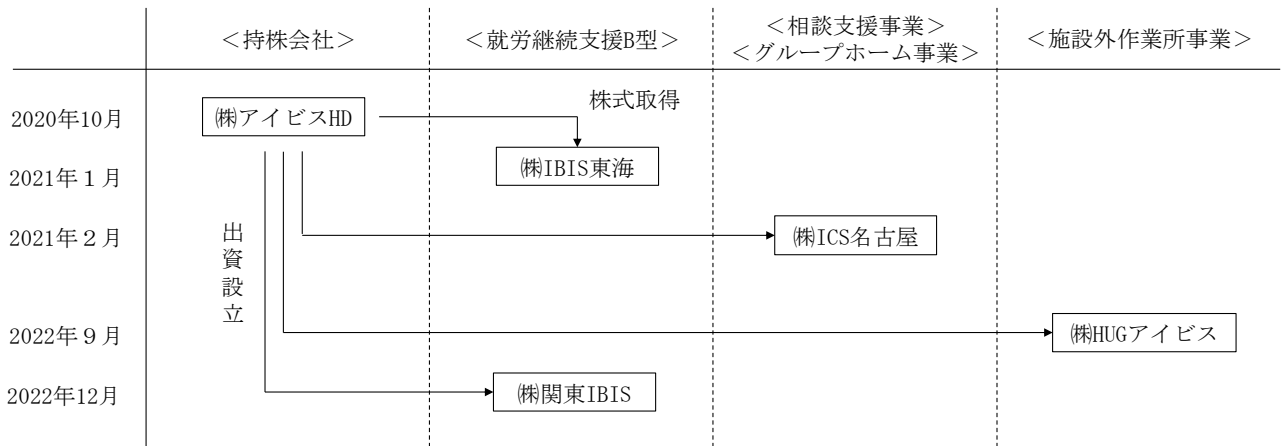 ＜持株会社＞
＜就労継続支援B型＞
＜相談支援事業＞
＜グループホーム事業＞
＜施設外作業所事業＞
2020年10月
㈱アイビスHD
株式取得
2021年１月
㈱IBIS東海
2021年２月
出資設立
㈱ICS名古屋
2022年９月
㈱HUGアイビス
2022年12月
㈱関東IBIS